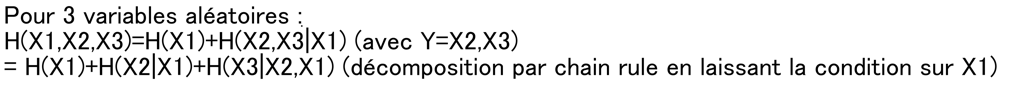 Pour 3 variables aléatoires :
H(X1,X2,X3)=H(X1)+H(X2,X3|X1) (avec Y=X2,X3)
= H(X1)+H(X2|X1)+H(X3|X2,X1) (décomposition par chain rule en laissant la condition sur X1)